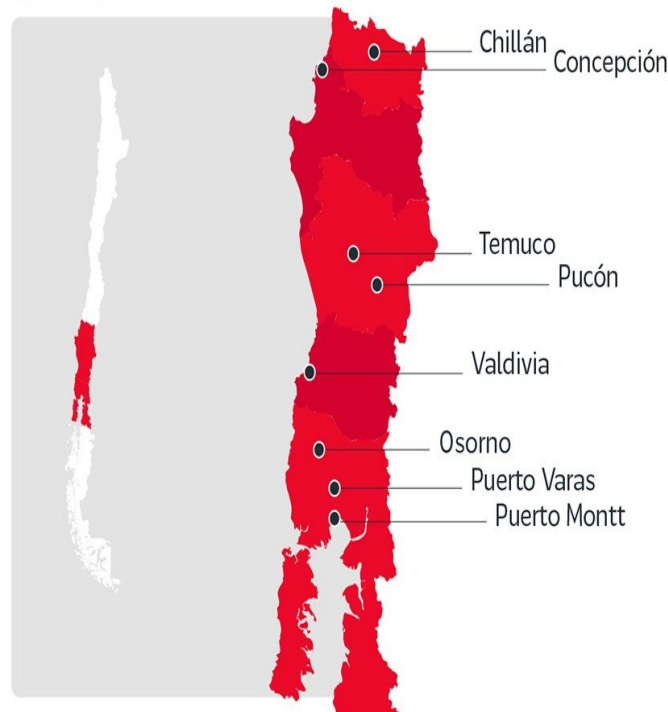 Chillán
Concepción
Temuco
Pucón
Valdivia
Osorno
Puerto Varas
Puerto Montt